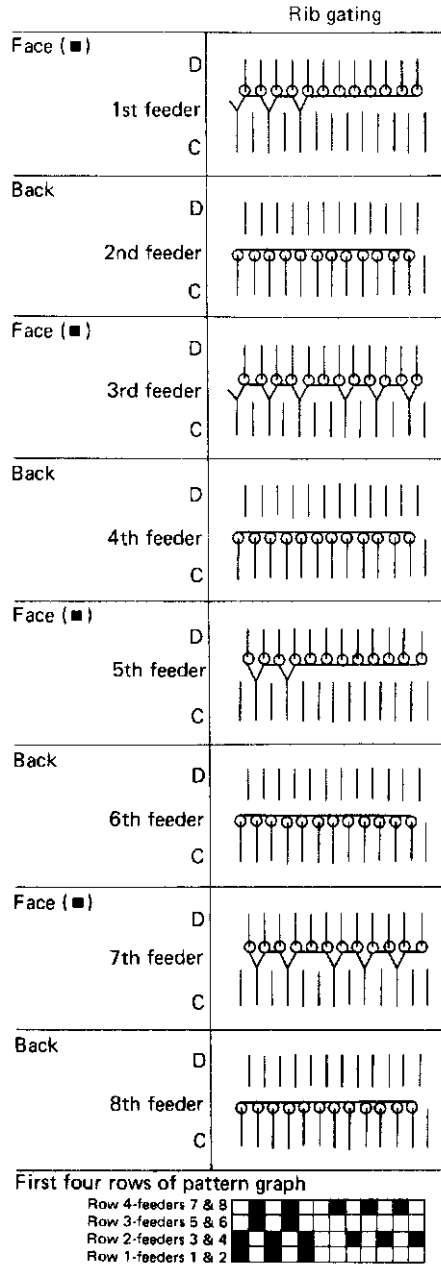 Rib gating
Face (■)
D
1st feeder
C
Back
D
2nd feeder
C
Face (■)
D
3rd feeder
C
Back
D
4th feeder
C
Face (■)
D
5th feeder
C
Back
D
6th feeder
C
Face (■)
D
7th feeder
C
Back
D
8th feeder
C
First four rows of pattern graph
Row 4-feeders 7 & 8
Row 3-feeders 5 & 6
Row 2-feeders 3 & 4
Row 1-feeders 1 & 2